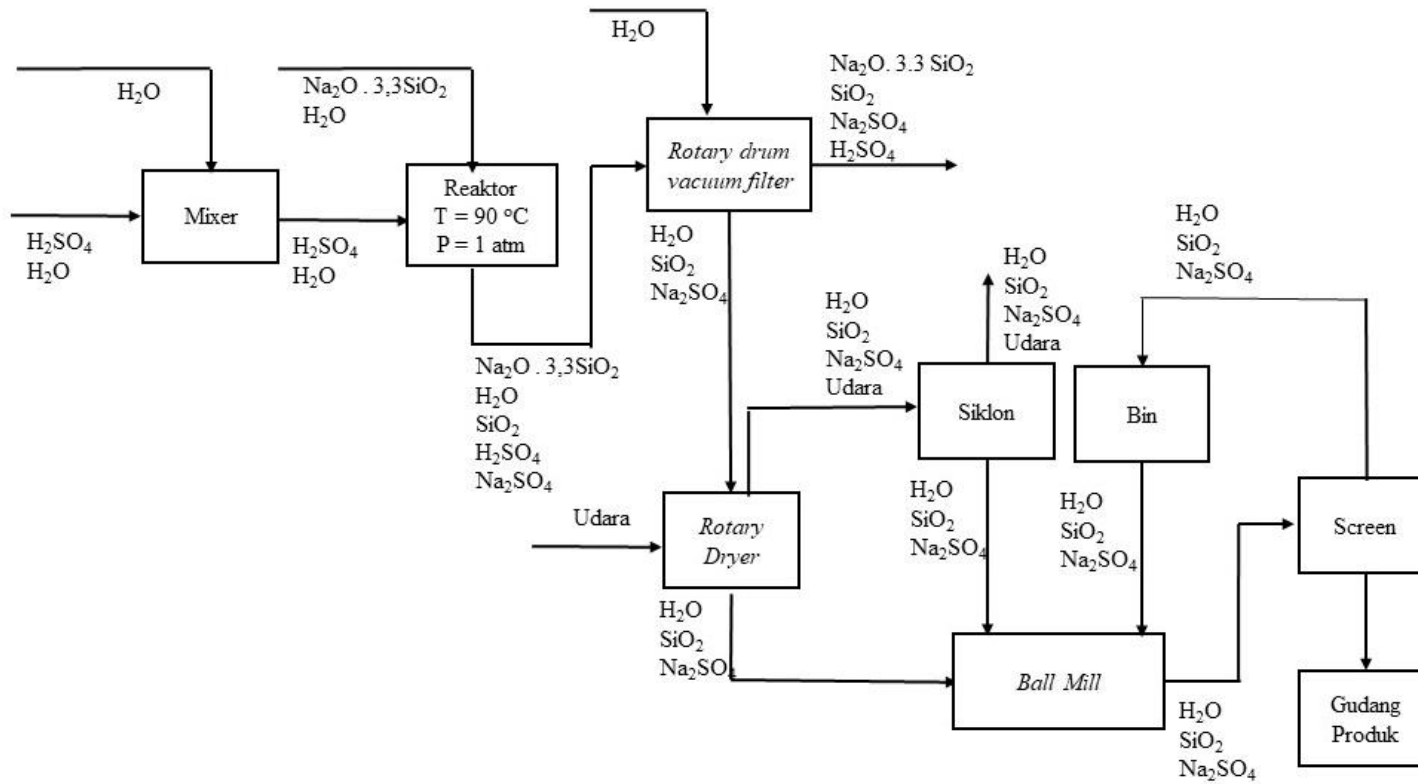 H₂O
H₂O
Na₂O . 3,3SiO₂
H₂O
Na₂O. 3.3 SiO₂
SiO₂
Na₂SO₄
H₂SO₄
Mixer
Reaktor
T = 90 °C
P = 1 atm
Rotary drum
vacuum filter
H₂SO₄
H₂O
H₂SO₄
H₂O
H₂O
SiO₂
Na₂SO₄
Na₂O . 3,3SiO₂
H₂O
SiO₂
H₂SO₄
Na₂SO₄
H₂O
SiO₂
Na₂SO₄
Udara
H₂O
SiO₂
Na₂SO₄
Udara
H₂O
SiO₂
Na₂SO₄
Siklon
Bin
Udara
Rotary
Dryer
H₂O
SiO₂
Na₂SO₄
H₂O
SiO₂
Na₂SO₄
Screen
H₂O
SiO₂
Na₂SO₄
Ball Mill
H₂O
SiO₂
Na₂SO₄
Gudang
Produk